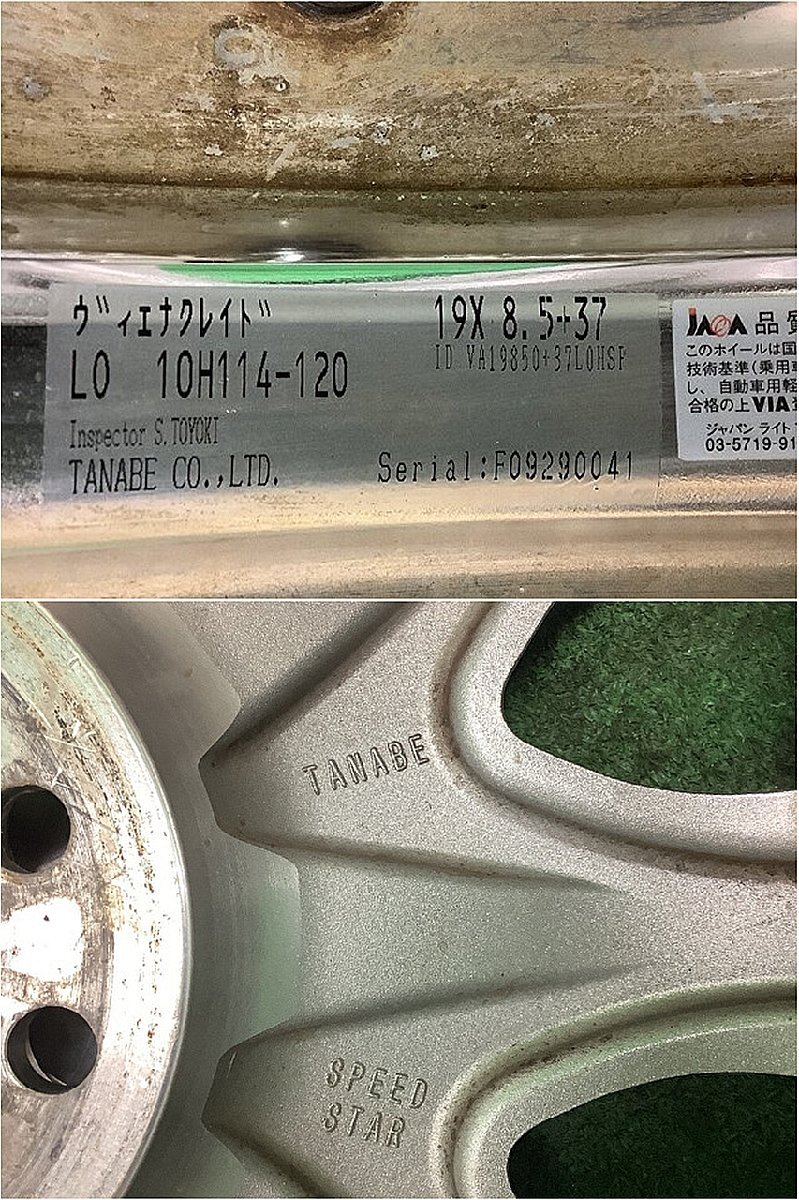 ヴィエナクレイド 19X 8.5+37
ID VA19850+37LOHSP
LO 10H114-120
Inspector S.TOYOKI
TANABE CO.,LTD. Serial:F09290041
JAWA 品質
このホイールは国
技術基準(乗用車
し、自動車用軽
合格の上VIA登
ジャパン ライト
03-5719-91
TANABE
SPEED
STAR